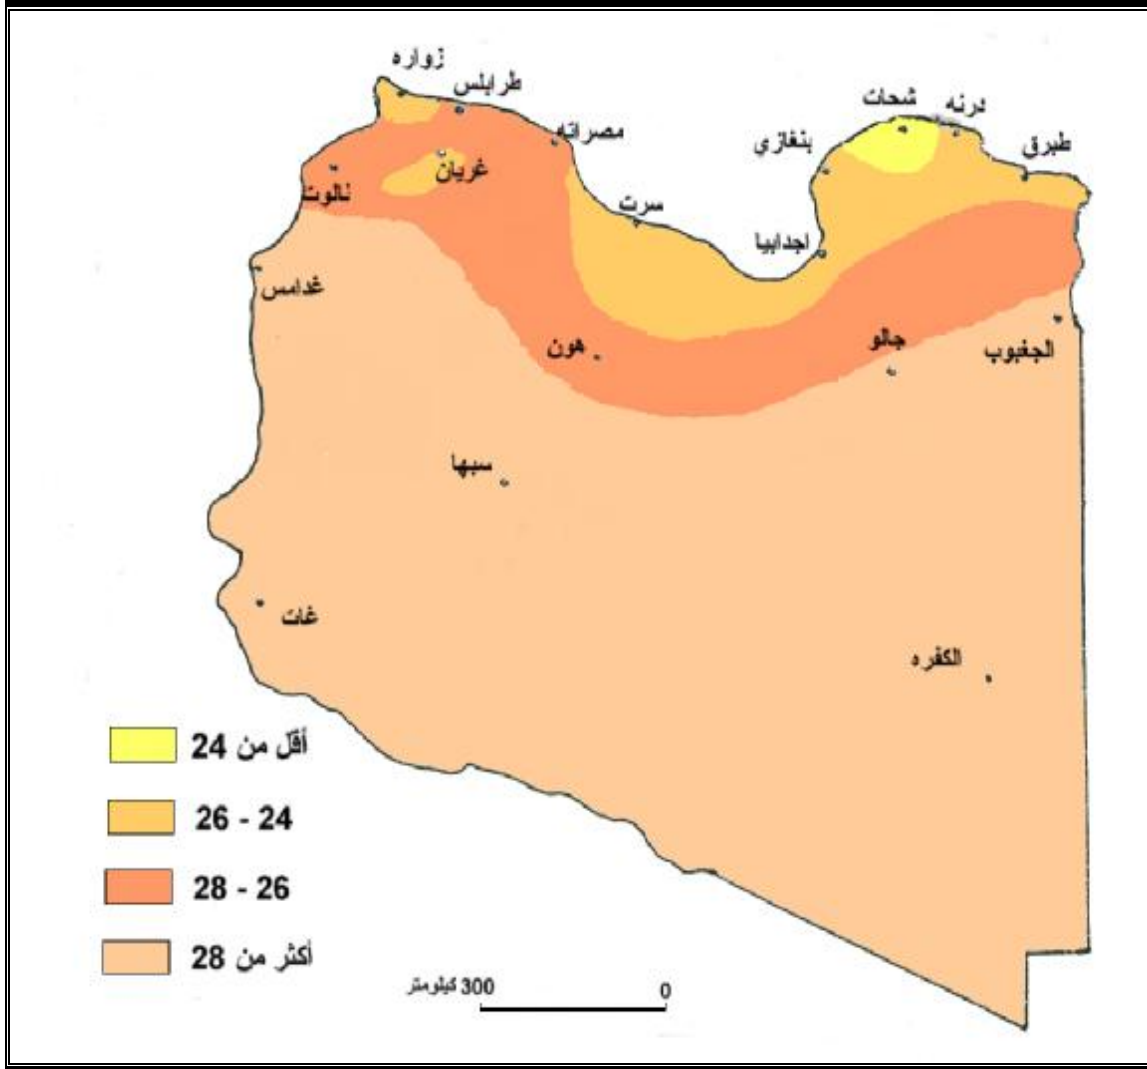 زواره
طرابلس
مصراته
شحات
درنه
بنغازي
طبرق
غريان
نالوت
سرت
اجدابيا
غدامس
هون
جالو
الجغبوب
سبها
غات
الكفره
أقل من 24
24 - 26
26 - 28
أكثر من 28
0 300 كيلومتر